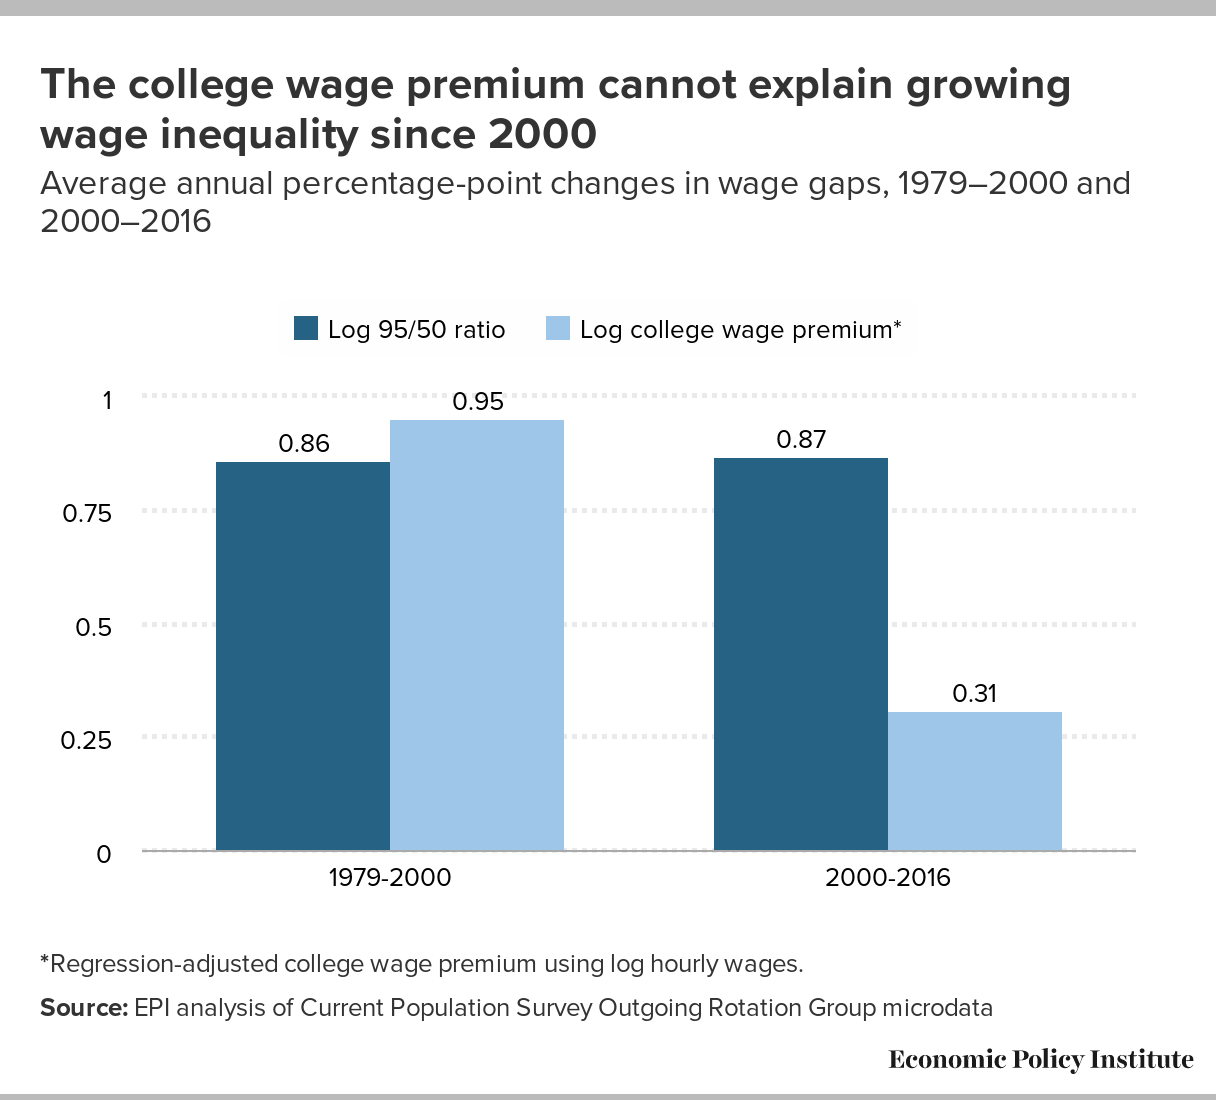 The college wage premium cannot explain growing
wage inequality since 2000
Average annual percentage-point changes in wage gaps, 1979–2000 and
2000–2016
Log 95/50 ratio
Log college wage premium*
1
0.75
0.5
0.25
0
0.86
0.95
0.87
0.31
1979-2000
2000-2016
*Regression-adjusted college wage premium using log hourly wages.
Source: EPI analysis of Current Population Survey Outgoing Rotation Group microdata
Economic Policy Institute